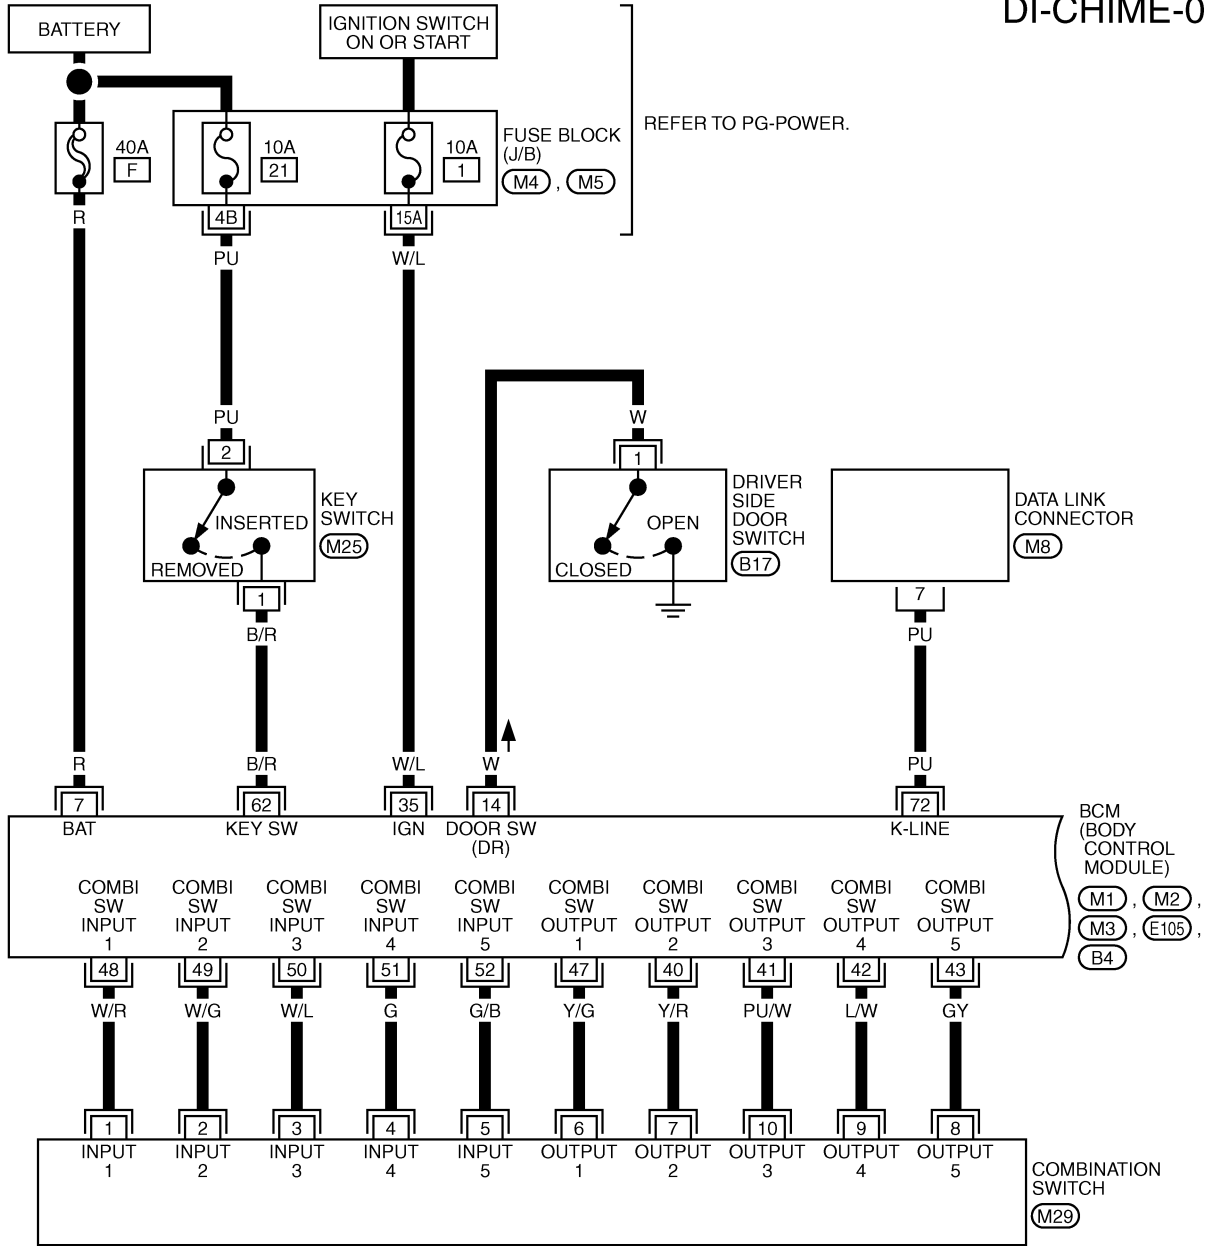 DI-CHIME-0
BATTERY
IGNITION SWITCH
ON OR START
REFER TO PG-POWER.
40A
F
10A
21
10A
1
FUSE BLOCK
(J/B)
M4 , M5
4B
15A
R
PU
W/L
PU
W
2
1
KEY
SWITCH
M25
INSERTED
REMOVED
DRIVER
SIDE
DOOR
SWITCH
B17
OPEN
CLOSED
DATA LINK
CONNECTOR
M8
1
7
B/R
PU
R
B/R
W/L
W
PU
7
62
35
14
72
BAT
KEY SW
IGN
DOOR SW
(DR)
K-LINE
BCM
(BODY
CONTROL
MODULE)
M1 , M2 ,
M3 , E105 ,
B4
COMBI
SW
INPUT
1
COMBI
SW
INPUT
2
COMBI
SW
INPUT
3
COMBI
SW
INPUT
4
COMBI
SW
INPUT
5
COMBI
SW
OUTPUT
1
COMBI
SW
OUTPUT
2
COMBI
SW
OUTPUT
3
COMBI
SW
OUTPUT
4
COMBI
SW
OUTPUT
5
48
49
50
51
52
47
40
41
42
43
W/R
W/G
W/L
G
G/B
Y/G
Y/R
PU/W
L/W
GY
1
2
3
4
5
6
7
10
9
8
INPUT
1
INPUT
2
INPUT
3
INPUT
4
INPUT
5
OUTPUT
1
OUTPUT
2
OUTPUT
3
OUTPUT
4
OUTPUT
5
COMBINATION
SWITCH
M29